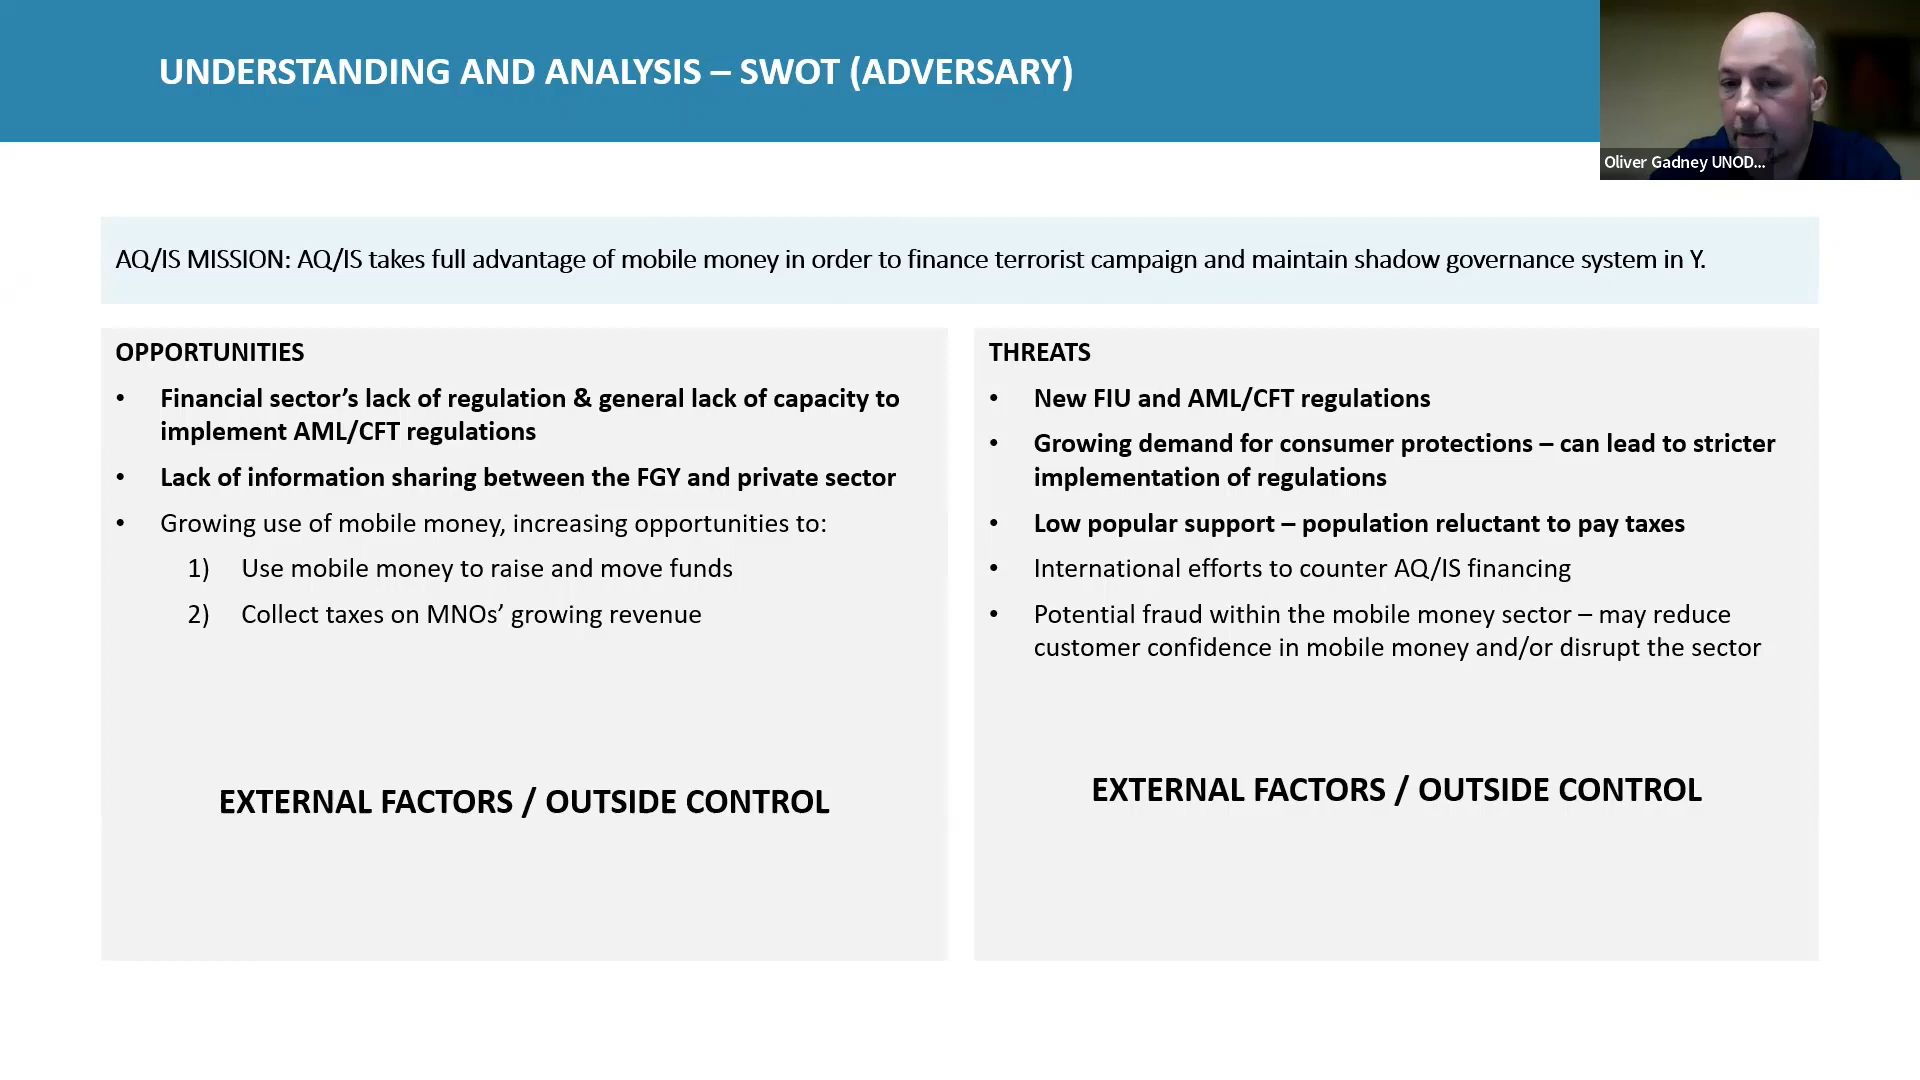 UNDERSTANDING AND ANALYSIS – SWOT (ADVERSARY)
Oliver Gadney UNOD...
AQ/IS MISSION: AQ/IS takes full advantage of mobile money in order to finance terrorist campaign and maintain shadow governance system in Y.
OPPORTUNITIES
• Financial sector’s lack of regulation & general lack of capacity to
implement AML/CFT regulations
• Lack of information sharing between the FGY and private sector
• Growing use of mobile money, increasing opportunities to:
1) Use mobile money to raise and move funds
2) Collect taxes on MNOs’ growing revenue
EXTERNAL FACTORS / OUTSIDE CONTROL
THREATS
• New FIU and AML/CFT regulations
• Growing demand for consumer protections – can lead to stricter
implementation of regulations
• Low popular support – population reluctant to pay taxes
• International efforts to counter AQ/IS financing
• Potential fraud within the mobile money sector – may reduce
customer confidence in mobile money and/or disrupt the sector
EXTERNAL FACTORS / OUTSIDE CONTROL